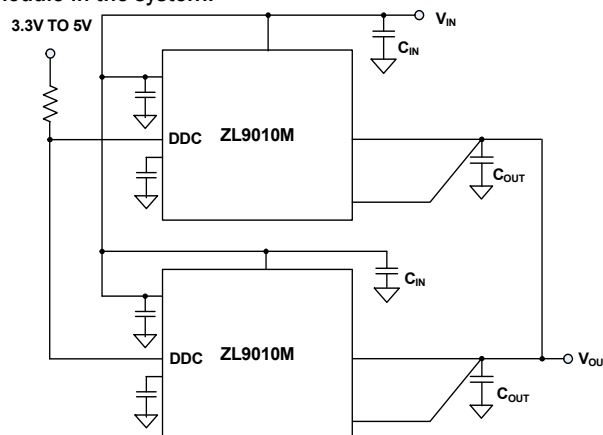 module in the system.
3.3V TO 5V
VIN
CIN
DDC ZL9010M
COUT
CIN
DDC ZL9010M
VOU
COUT